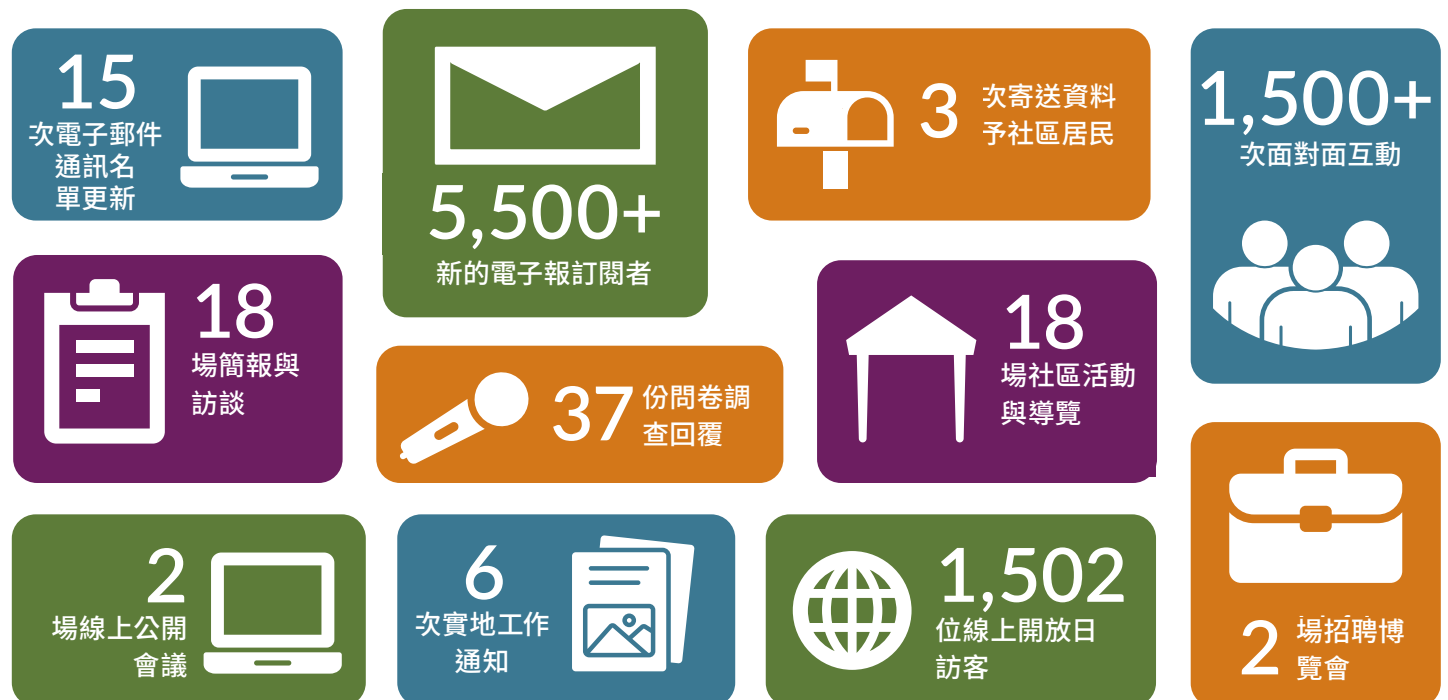 15
次電子郵件
通訊名
單更新
5,500+
新的電子報訂閱者
3
次寄送資料
予社區居民
1,500+
次面對面互動
18
場簡報與
訪談
37
份問卷調
查回覆
18
場社區活動
與導覽
2
場線上公開
會議
6
次實地工作
通知
1,502
位線上開放日
訪客
2
場招聘博
覽會